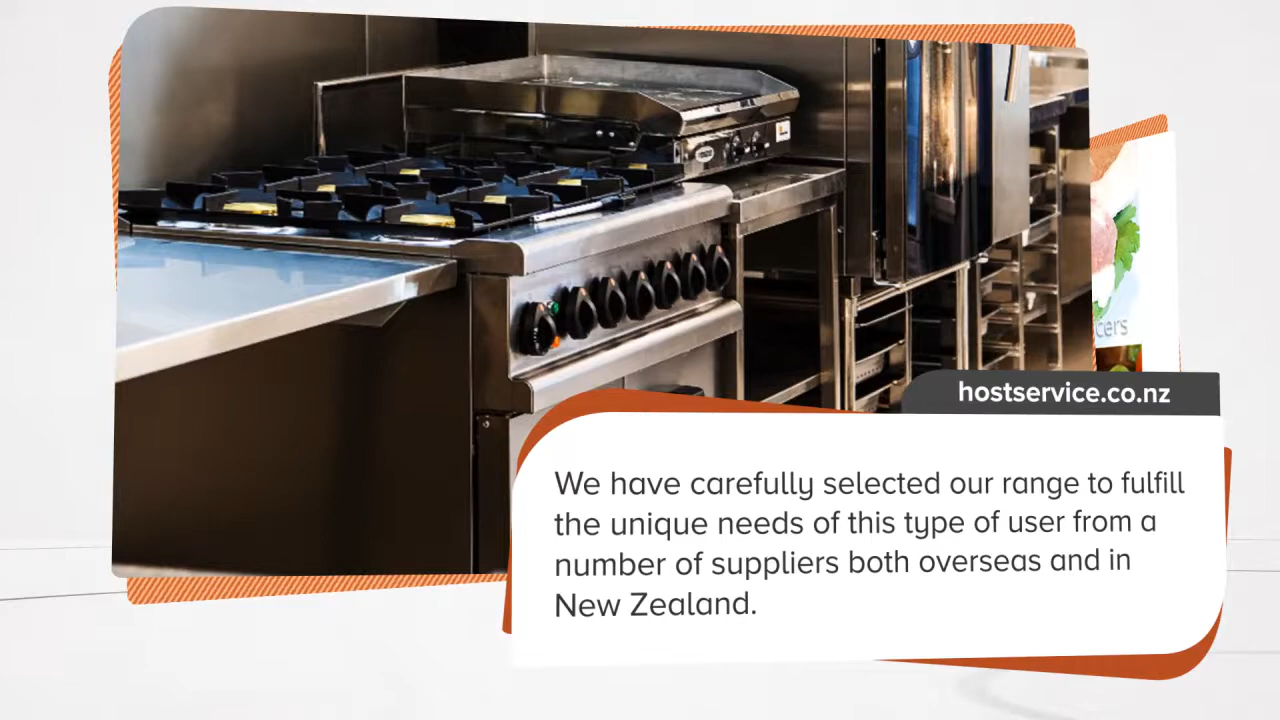 cers
hostservice.co.nz
We have carefully selected our range to fulfill
the unique needs of this type of user from a
number of suppliers both overseas and in
New Zealand.